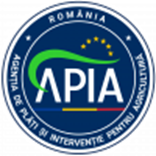 ROMÂNIA
APIA
AGENȚIA DE PLĂȚI ȘI INTERVENȚIE PENTRU AGRICULTURĂ